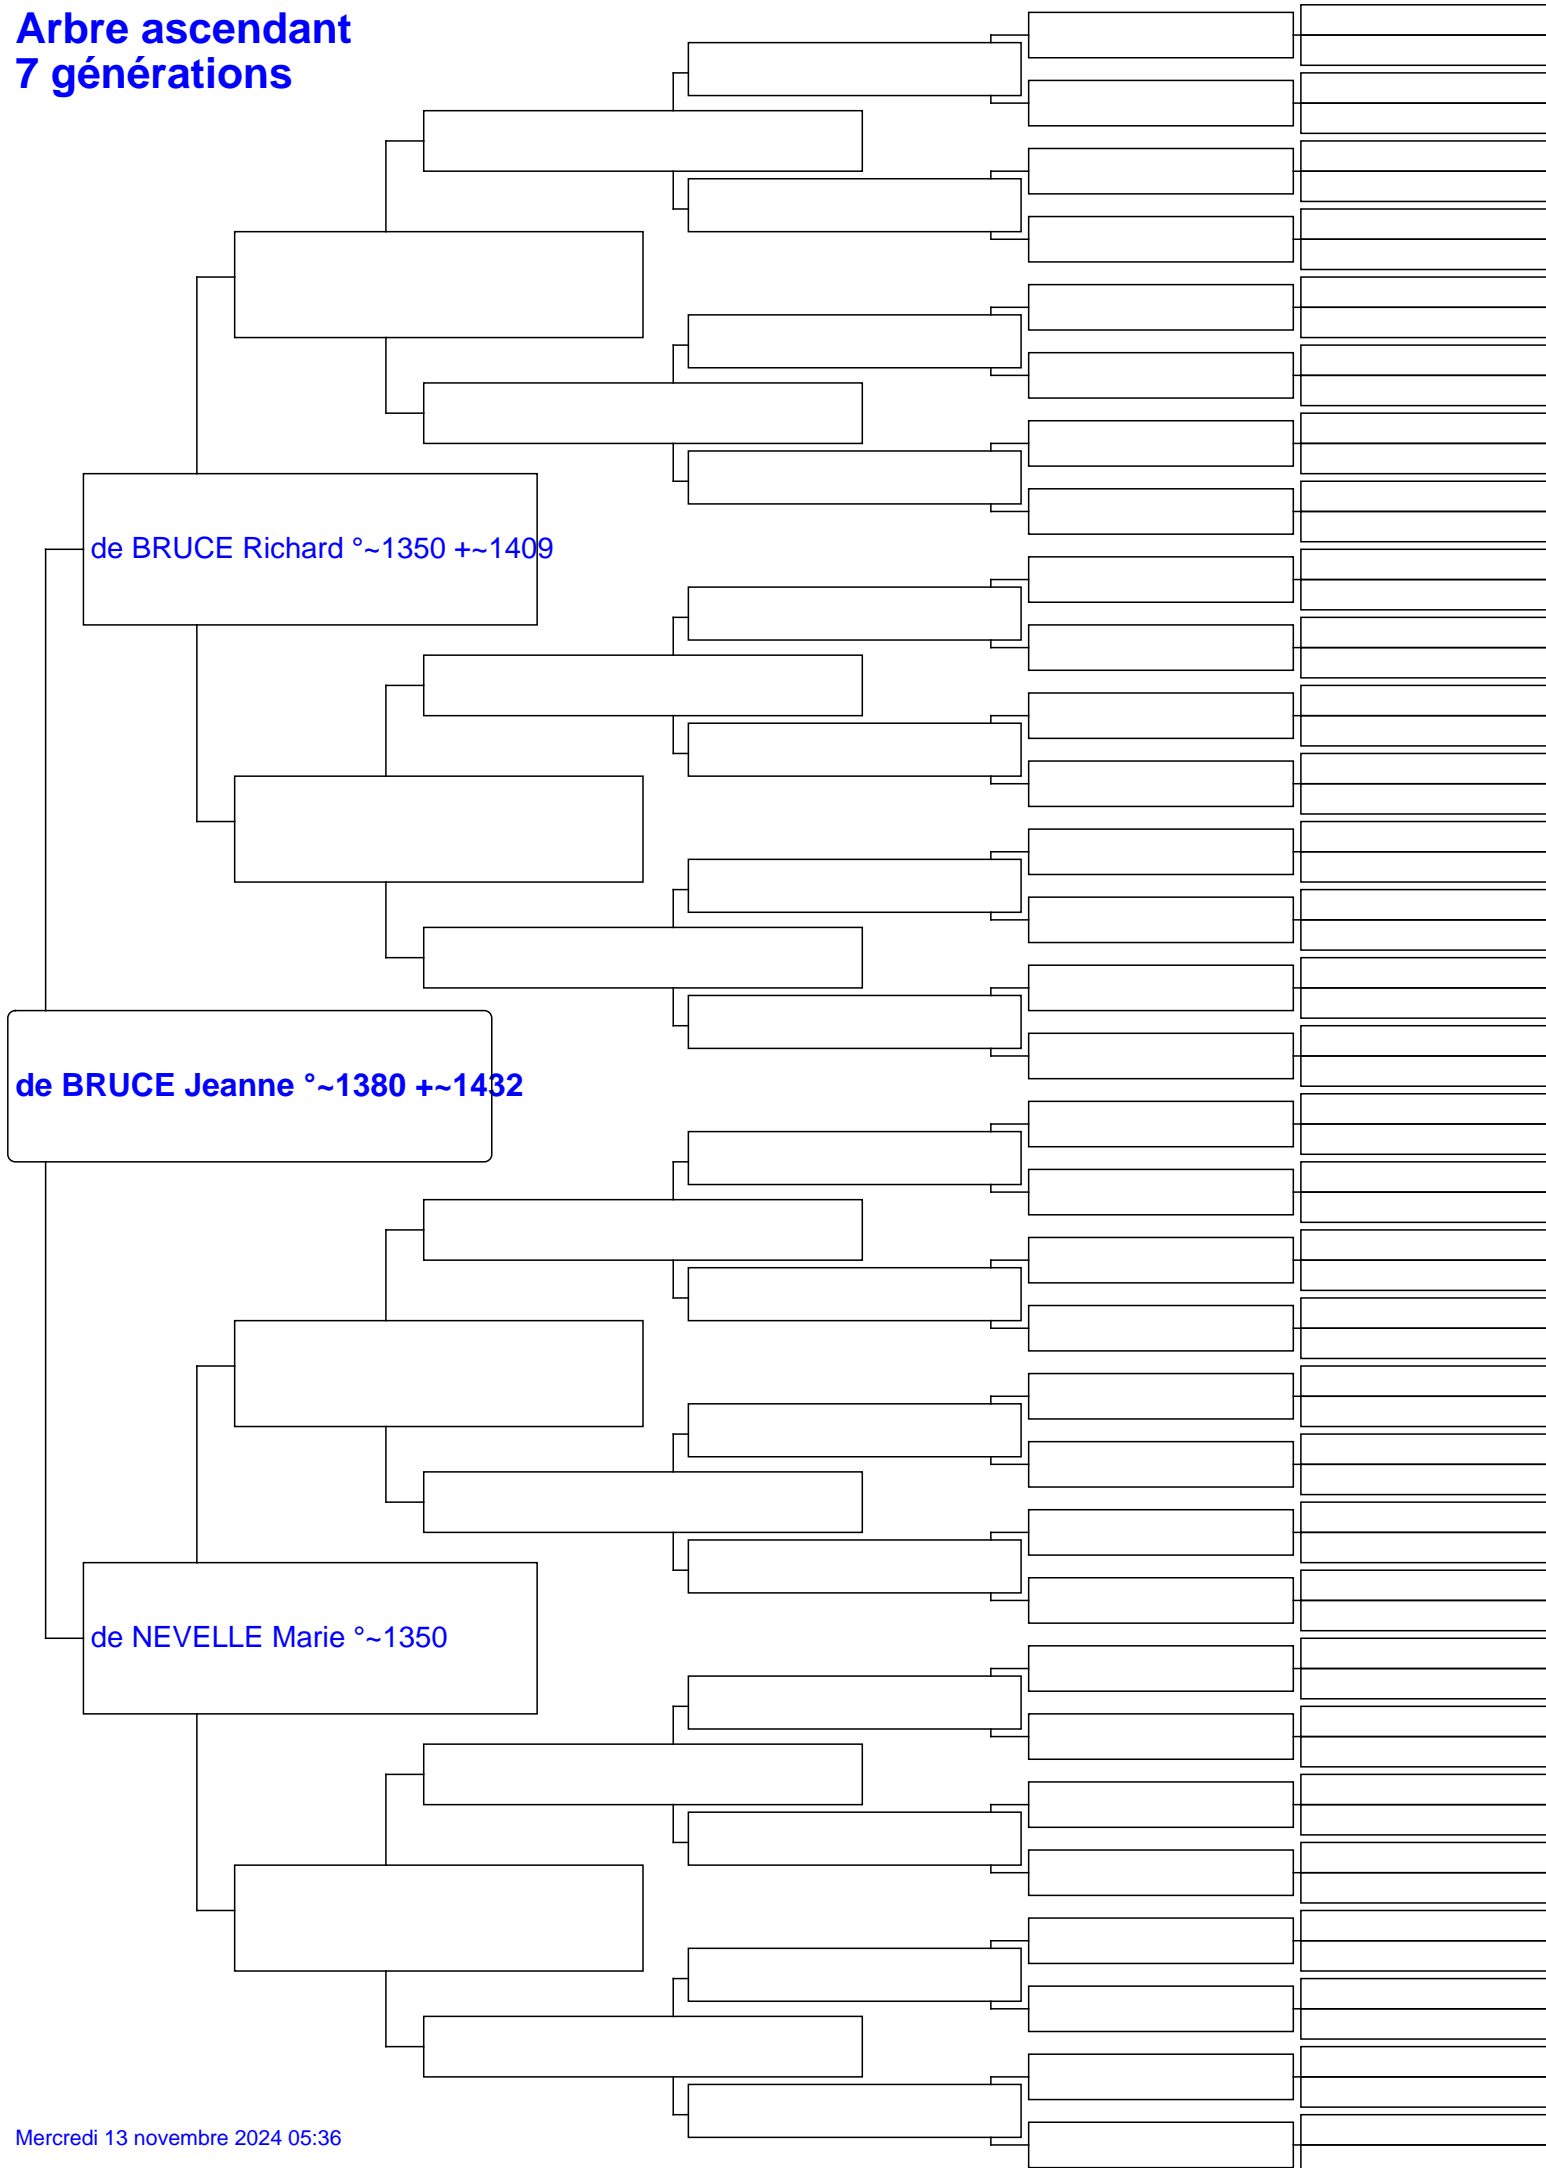 Arbre ascendant
7 générations
de BRUCE Richard °~1350 +~1409
de BRUCE Jeanne °~1380 +~1432
de NEVELLE Marie °~1350
Mercredi 13 novembre 2024 05:36